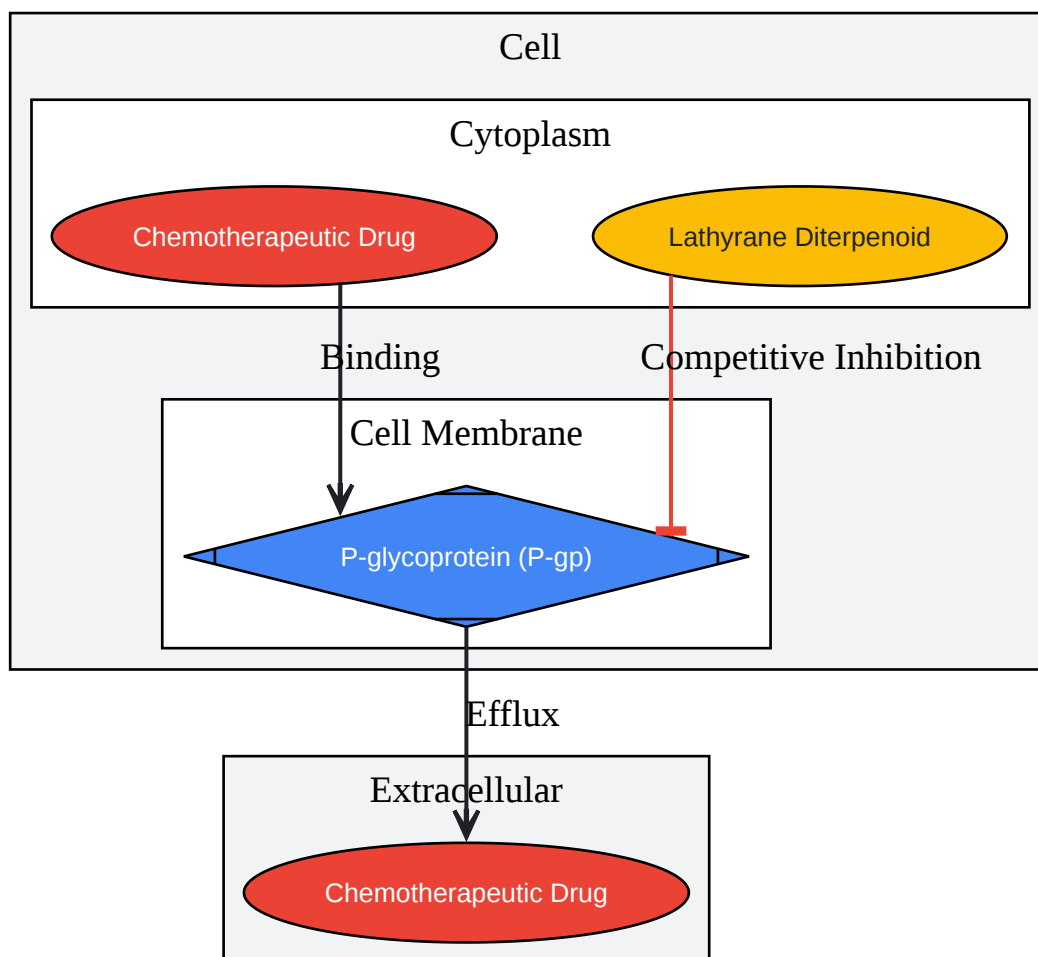 Cell
Cytoplasm
Chemotherapeutic Drug
Lathyrane Diterpenoid
Binding
Competitive Inhibition
Cell Membrane
P-glycoprotein (P-gp)
Efflux
Extracellular
Chemotherapeutic Drug